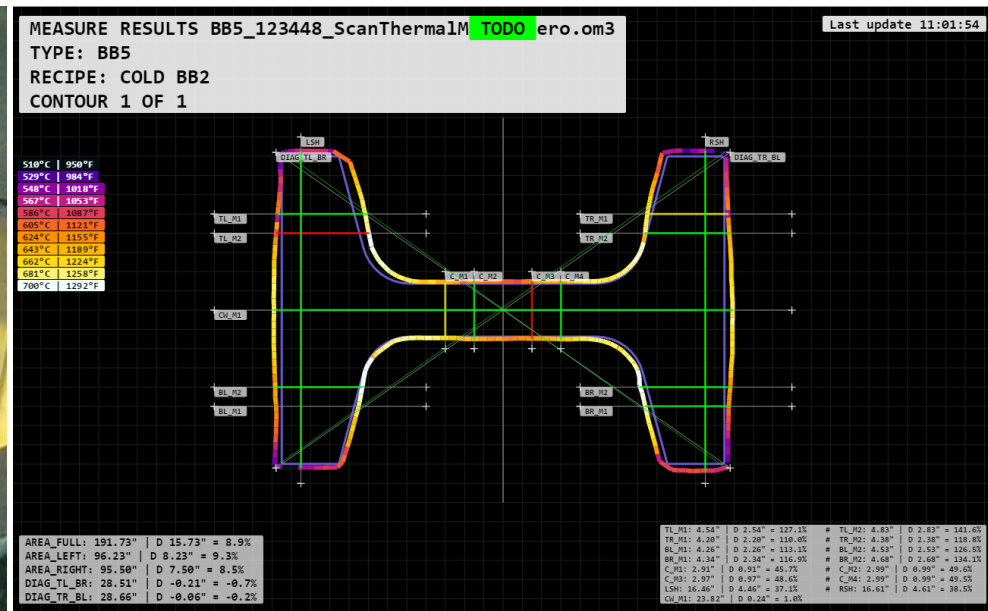 MEASURE RESULTS BB5_123448_ScanThermalM TODO ero.om3
TYPE: BB5
RECIPE: COLD BB2
CONTOUR 1 OF 1
Last update 11:01:54
LSH
RSH
DIAG_TL_BR
DIAG_TR_BL
510°C | 950°F
529°C | 984°F
548°C | 1018°F
567°C | 1053°F
586°C | 1087°F
605°C | 1121°F
624°C | 1155°F
643°C | 1189°F
662°C | 1224°F
681°C | 1258°F
700°C | 1292°F
TL_M1
TR_M1
TL_M2
TR_M2
C_M1
C_M2
C_M3
C_M4
CW_M1
BL_M2
BR_M2
BL_M1
BR_M1
AREA_FULL: 191.73" | D 15.73" = 8.9%
AREA_LEFT: 96.23" | D 8.23" = 9.3%
AREA_RIGHT: 95.50" | D 7.50" = 8.5%
DIAG_TL_BR: 28.51" | D -0.21" = -0.7%
DIAG_TR_BL: 28.66" | D -0.06" = -0.2%
TL_M1: 4.54" | D 2.54" = 127.1% # TL_M2: 4.83" | D 2.83" = 141.6%
TR_M1: 4.20" | D 2.20" = 110.0% # TR_M2: 4.38" | D 2.38" = 118.8%
BL_M1: 4.26" | D 2.26" = 113.1% # BL_M2: 4.53" | D 2.53" = 126.5%
BR_M1: 4.34" | D 2.34" = 116.9% # BR_M2: 4.68" | D 2.68" = 134.1%
C_M1: 2.91" | D 0.91" = 45.7% # C_M2: 2.99" | D 0.99" = 49.6%
C_M3: 2.97" | D 0.97" = 48.6% # C_M4: 2.99" | D 0.99" = 49.5%
LSH: 16.46" | D 4.46" = 37.1% # RSH: 16.61" | D 4.61" = 38.5%
CW_M1: 23.82" | D 0.24" = 1.0%